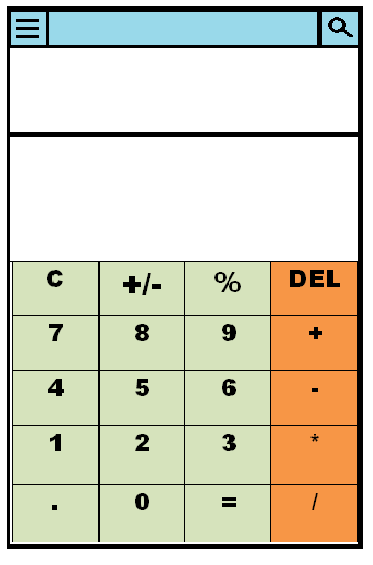 C +/- % DEL
7 8 9 +
4 5 6 -
1 2 3 *
. 0 = /